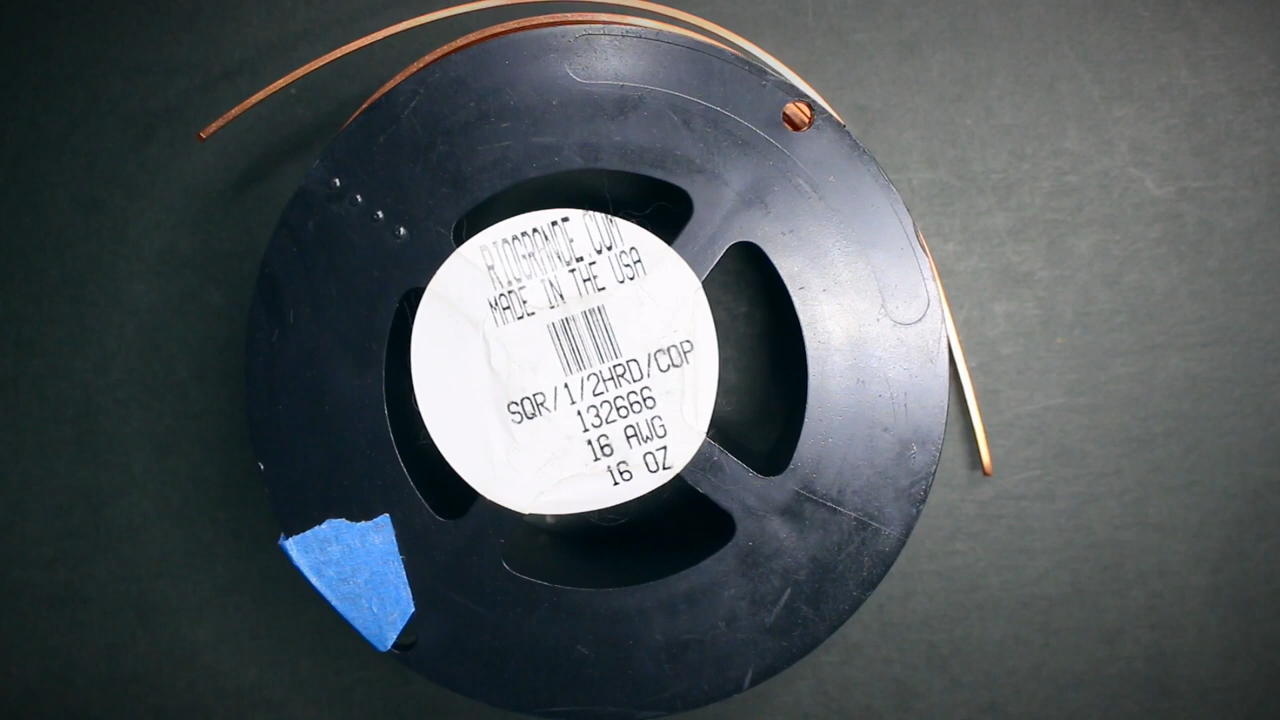 RIOGRANDE.COM
MADE IN THE USA
SQR/1/2HRD/COP
132666
16 AWG
16 OZ